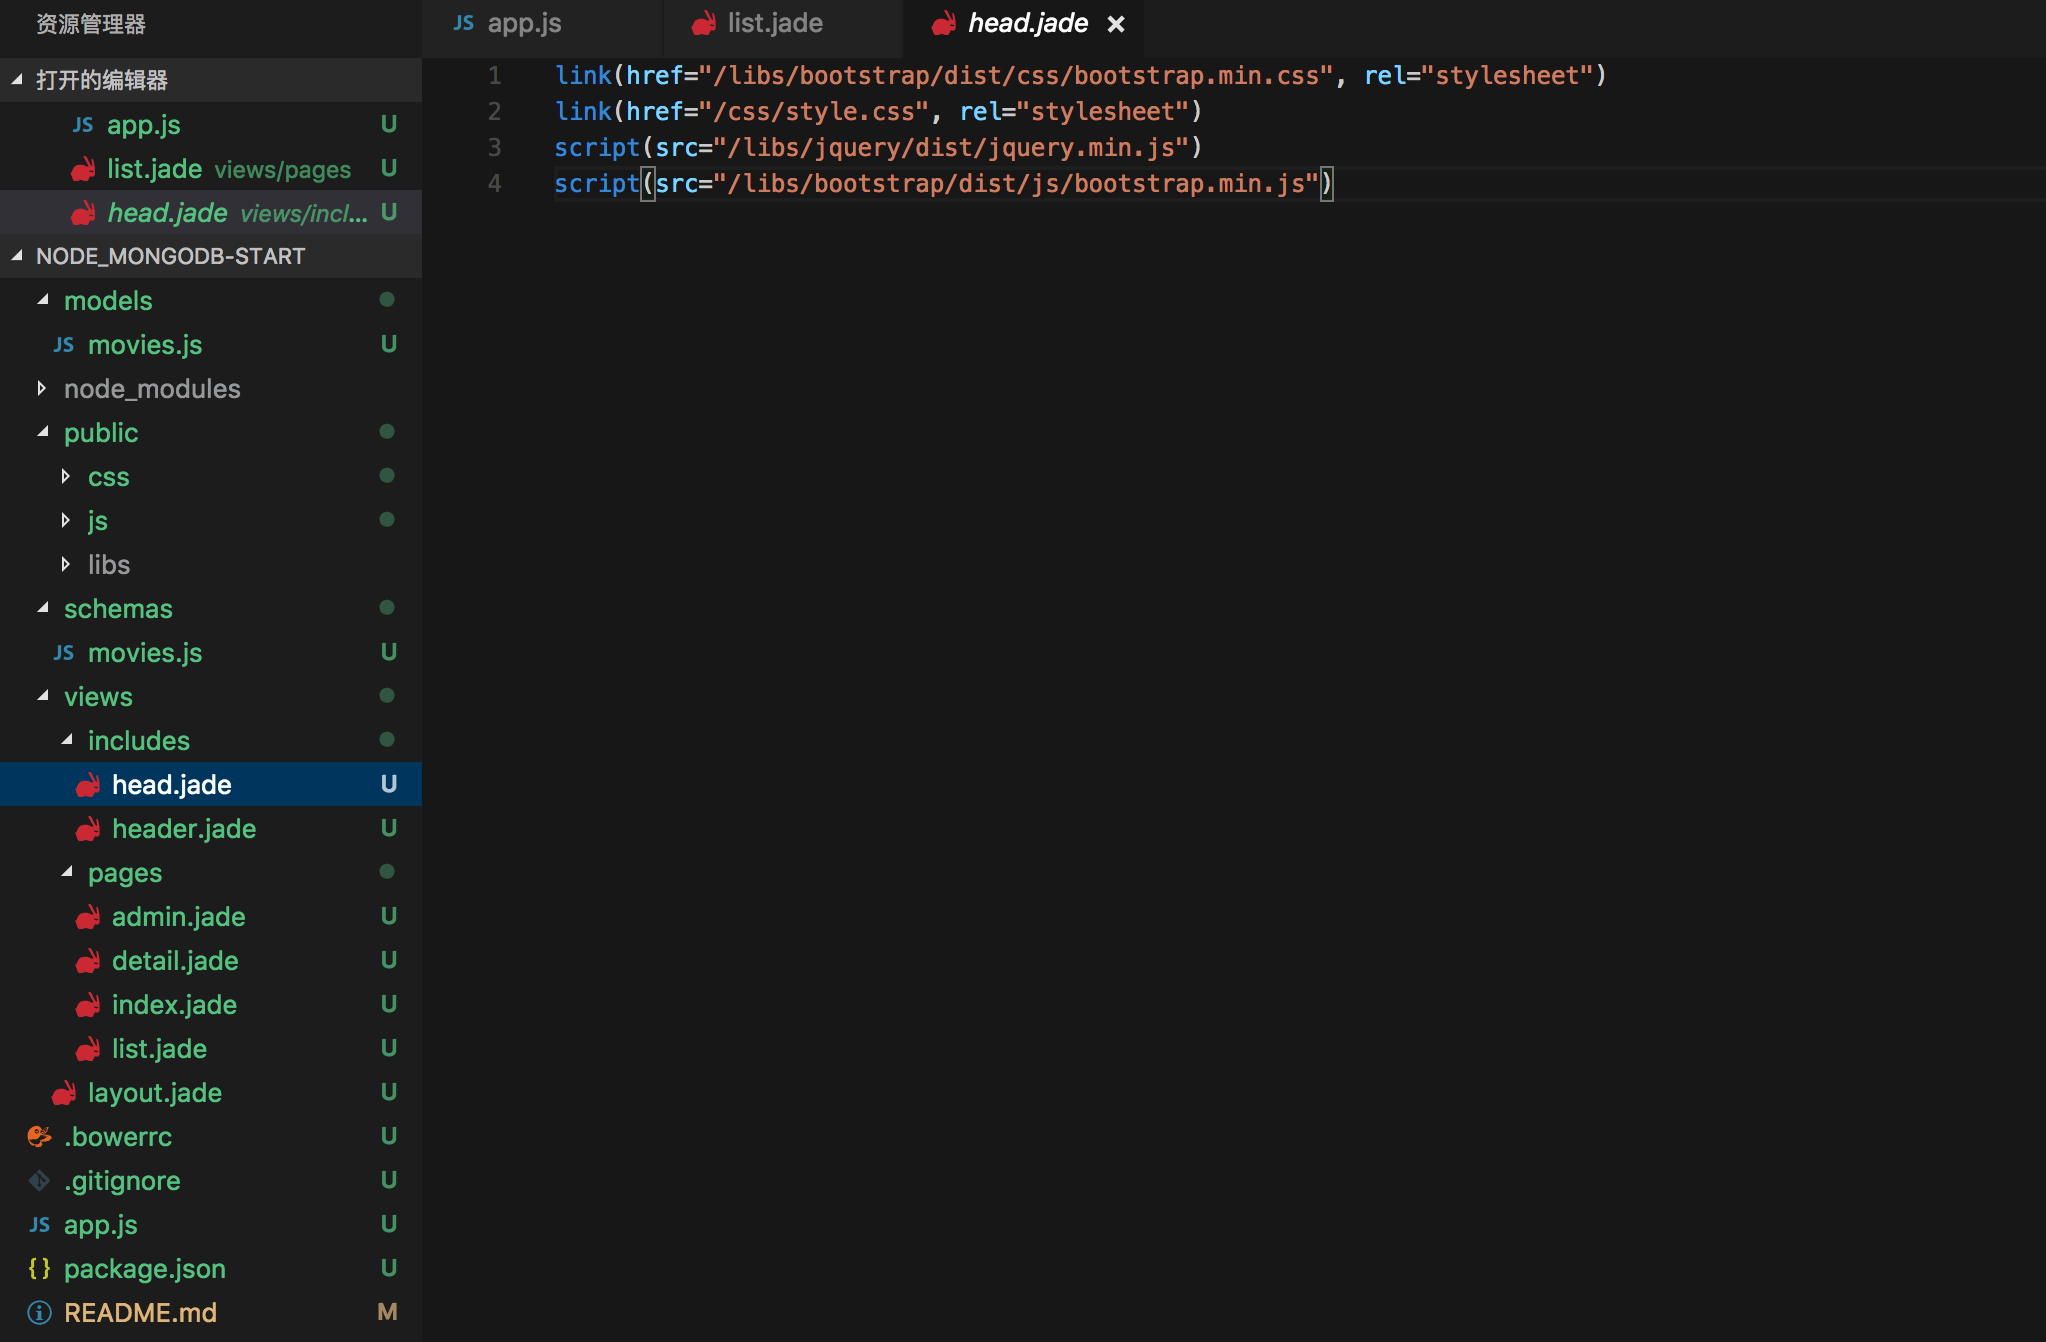 资源管理器
打开的编辑器
JS app.js U
list.jade views/pages U
head.jade views/incl... U
NODE_MONGODB-START
models
JS movies.js U
node_modules
public
css
js
libs
schemas
JS movies.js U
views
includes
head.jade U
header.jade U
pages
admin.jade U
detail.jade U
index.jade U
list.jade U
layout.jade U
.bowerrc U
.gitignore U
JS app.js U
{} package.json U
README.md M
JS app.js
list.jade
head.jade ×
1 link(href="/libs/bootstrap/dist/css/bootstrap.min.css", rel="stylesheet")
2 link(href="/css/style.css", rel="stylesheet")
3 script(src="/libs/jquery/dist/jquery.min.js")
4 script(src="/libs/bootstrap/dist/js/bootstrap.min.js")